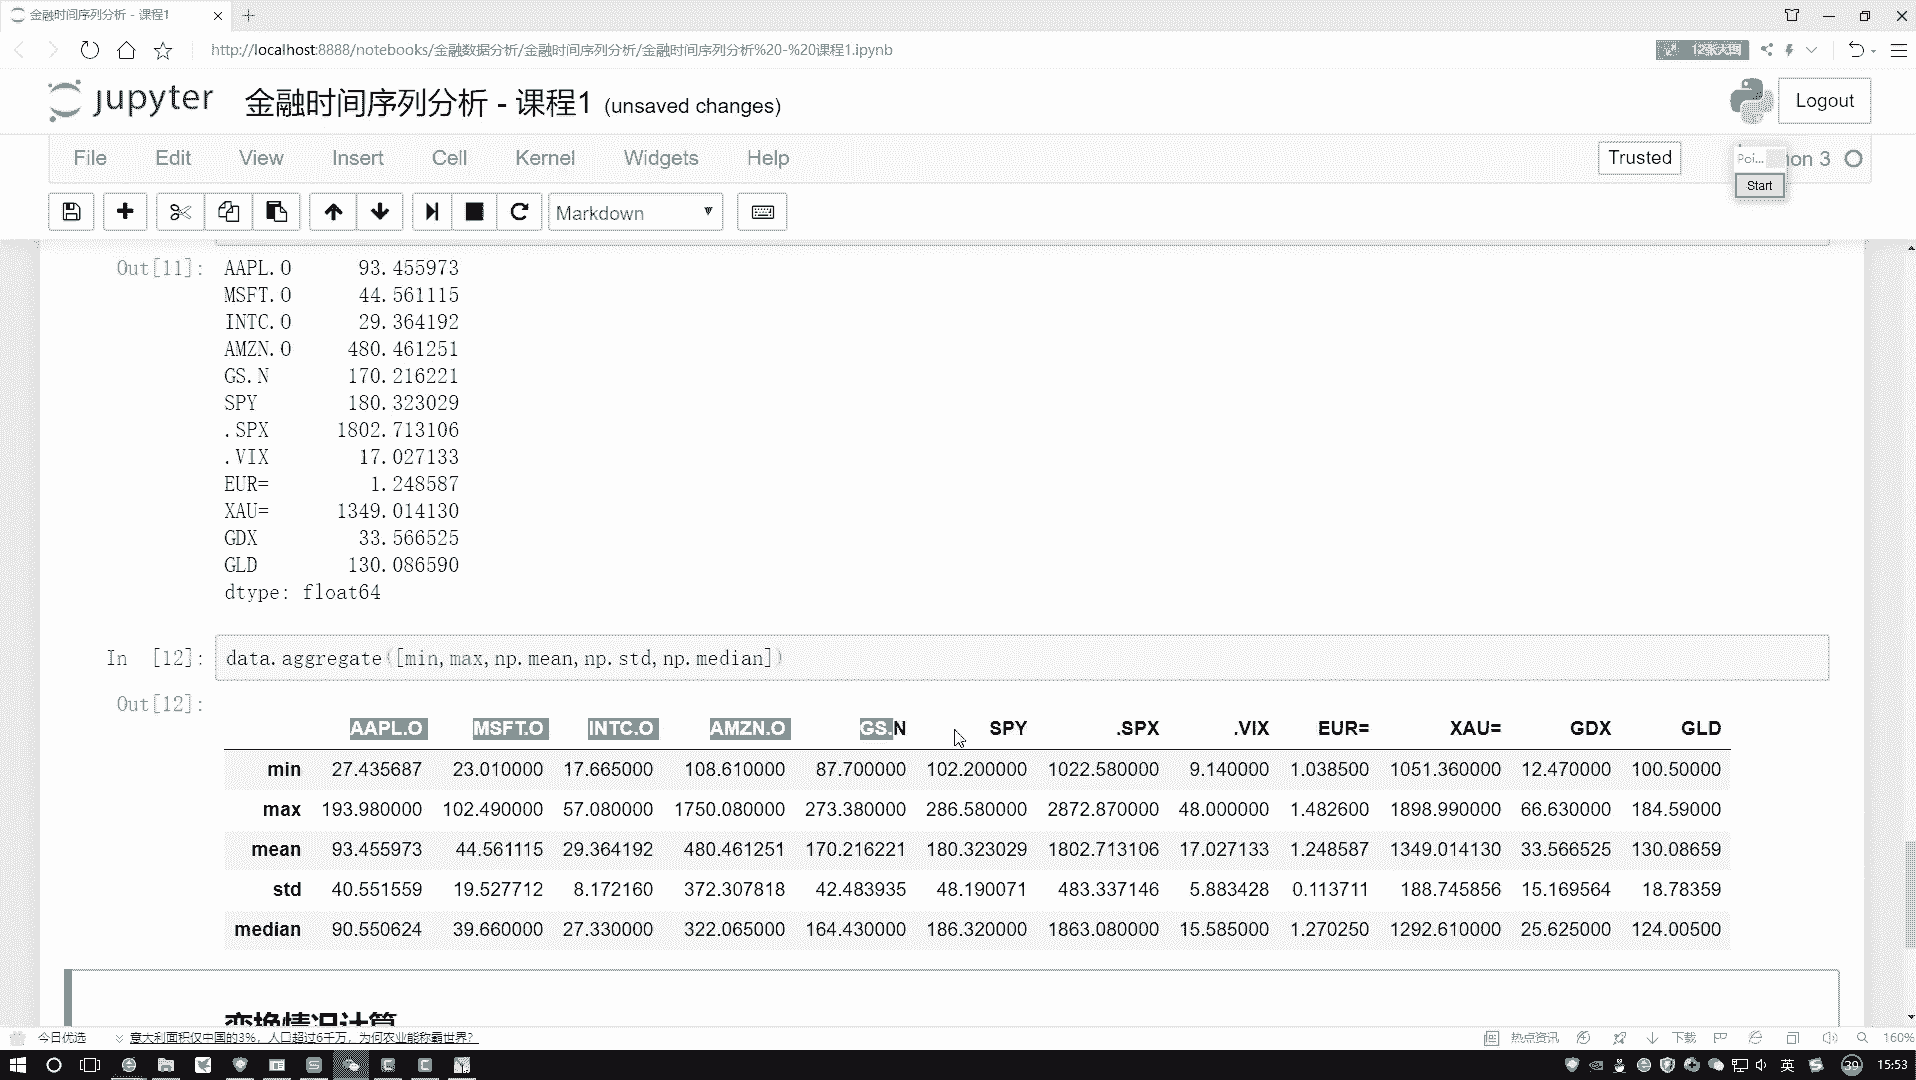 金融时间序列分析 - 课程1
http://localhost:8888/notebooks/金融数据分析/金融时间序列分析/金融时间序列分析%20-%20课程1.ipynb
jupyter 金融时间序列分析 - 课程1 (unsaved changes) Logout
File Edit View Insert Cell Kernel Widgets Help Trusted Poi... on 3
Start
Markdown
Out[11]: AAPL.O 93.455973
MSFT.O 44.561115
INTC.O 29.364192
AMZN.O 480.461251
GS.N 170.216221
SPY 180.323029
.SPX 1802.713106
.VIX 17.027133
EUR= 1.248587
XAU= 1349.014130
GDX 33.566525
GLD 130.086590
dtype: float64
In [12]: data.aggregate([min,max,np.mean,np.std,np.median])
Out[12]:
AAPL.O MSFT.O INTC.O AMZN.O GS.N SPY .SPX .VIX EUR= XAU= GDX GLD
min 27.435687 23.010000 17.665000 108.610000 87.700000 102.200000 1022.580000 9.140000 1.038500 1051.360000 12.470000 100.50000
max 193.980000 102.490000 57.080000 1750.080000 273.380000 286.580000 2872.870000 48.000000 1.482600 1898.990000 66.630000 184.59000
mean 93.455973 44.561115 29.364192 480.461251 170.216221 180.323029 1802.713106 17.027133 1.248587 1349.014130 33.566525 130.08659
std 40.551559 19.527712 8.172160 372.307818 42.483935 48.190071 483.337146 5.883428 0.113711 188.745856 15.169564 18.78359
median 90.550624 39.660000 27.330000 322.065000 164.430000 186.320000 1863.080000 15.585000 1.270250 1292.610000 25.625000 124.00500
变换情况计算
今日优选 意大利面积仅中国的3%，人口超过6千万，为何农业能称霸世界？ 热点资讯 下载 160%
英 39 15:53